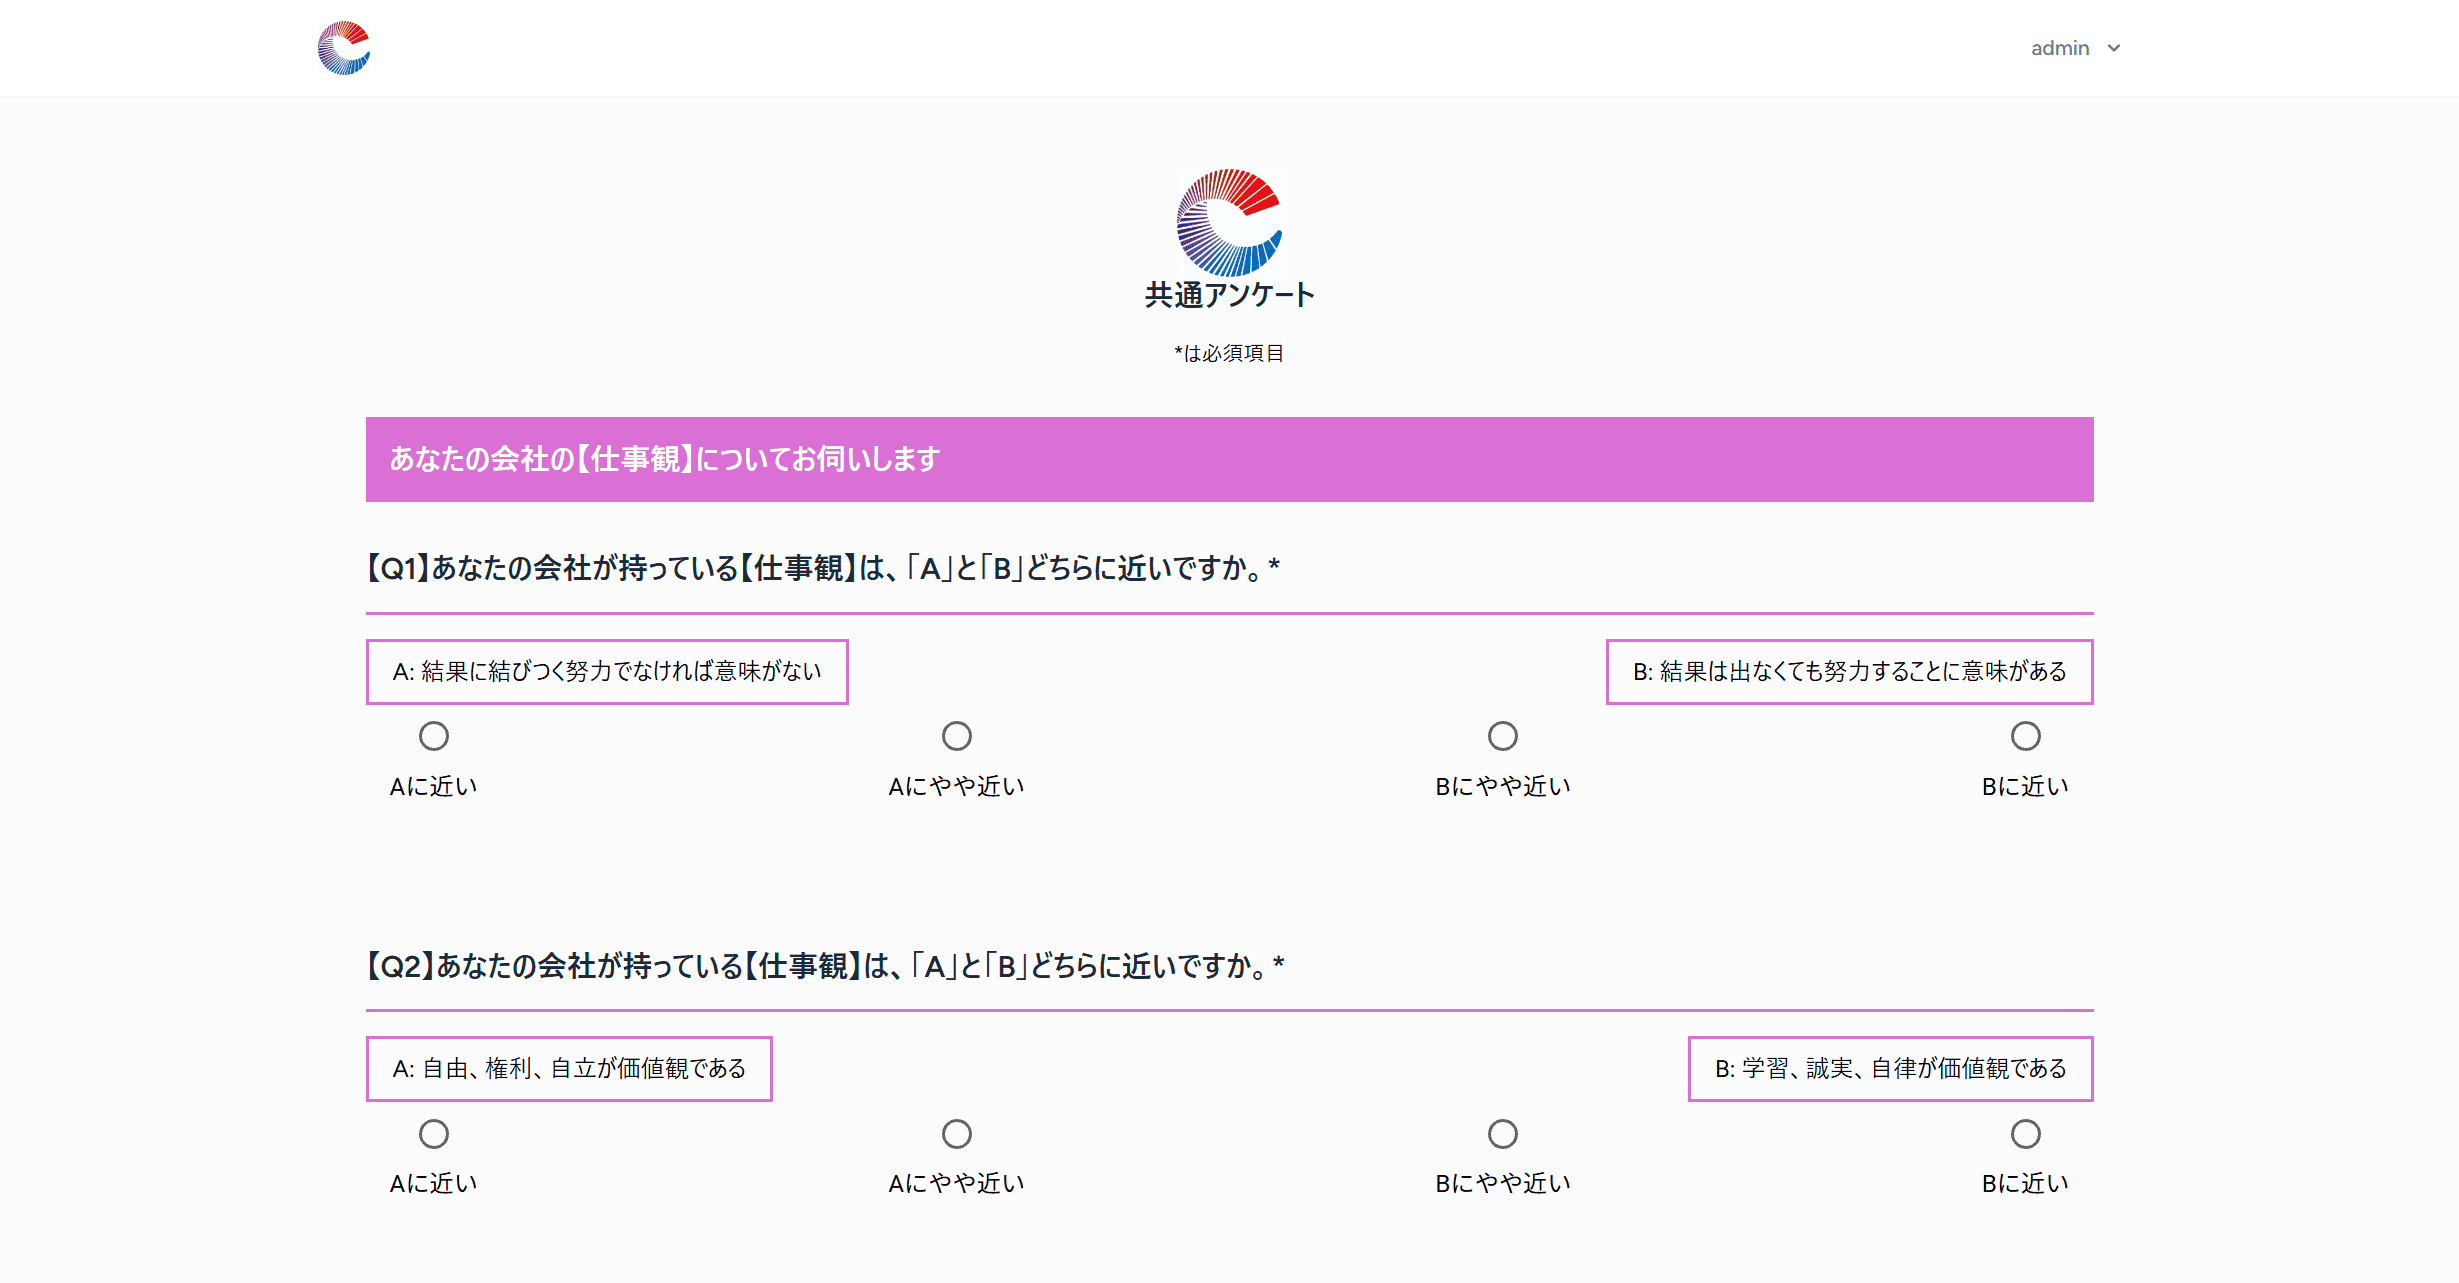 admin
共通アンケート
*は必須項目
あなたの会社の【仕事観】についてお伺いします
【Q1】あなたの会社が持っている【仕事観】は、「A」と「B」どちらに近いですか。*
A: 結果に結びつく努力でなければ意味がない
B: 結果は出なくても努力することに意味がある
Aに近い
Aにやや近い
Bにやや近い
Bに近い
【Q2】あなたの会社が持っている【仕事観】は、「A」と「B」どちらに近いですか。*
A: 自由、権利、自立が価値観である
B: 学習、誠実、自律が価値観である
Aに近い
Aにやや近い
Bにやや近い
Bに近い